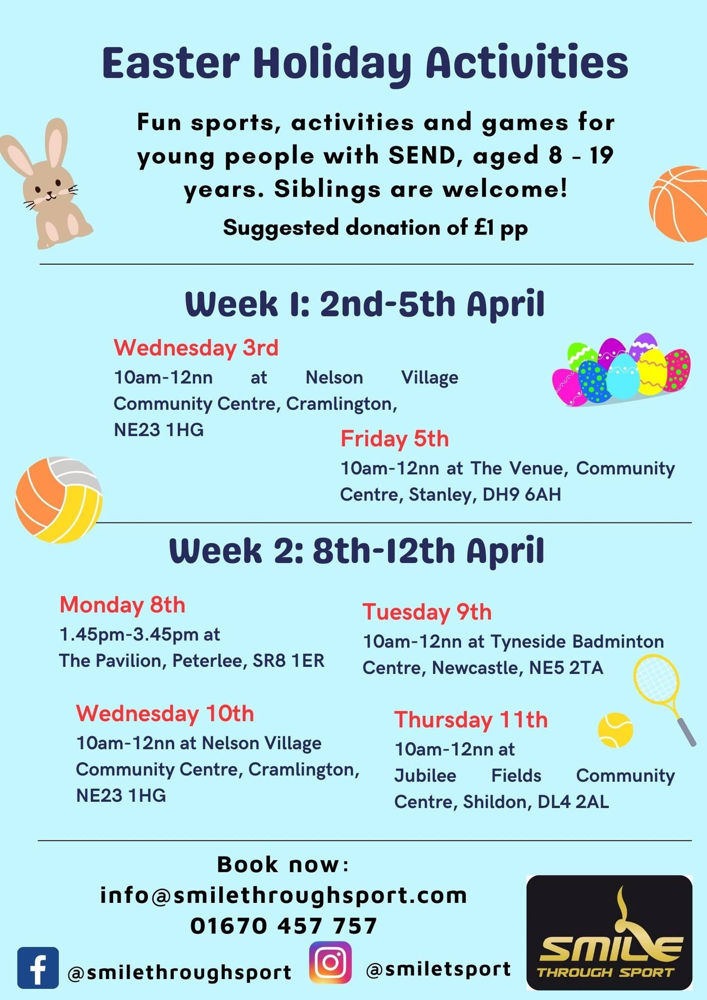 Easter Holiday Activities
Fun sports, activities and games for
young people with SEND, aged 8 - 19
years. Siblings are welcome!
Suggested donation of £1 pp
Week 1: 2nd-5th April
Wednesday 3rd
10am-12nn at Nelson Village
Community Centre, Cramlington,
NE23 1HG
Friday 5th
10am-12nn at The Venue, Community
Centre, Stanley, DH9 6AH
Week 2: 8th-12th April
Monday 8th
1.45pm-3.45pm at
The Pavilion, Peterlee, SR8 1ER
Tuesday 9th
10am-12nn at Tyneside Badminton
Centre, Newcastle, NE5 2TA
Wednesday 10th
10am-12nn at Nelson Village
Community Centre, Cramlington,
NE23 1HG
Thursday 11th
10am-12nn at
Jubilee Fields Community
Centre, Shildon, DL4 2AL
Book now:
info@smilethroughsport.com
01670 457 757
@smilethroughsport
@smiletsport
SMILE
THROUGH SPORT